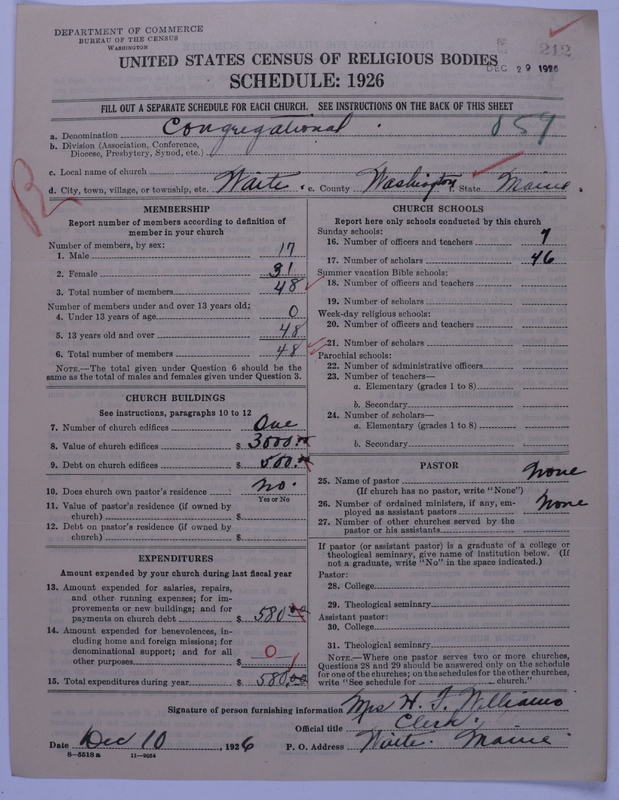 DEPARTMENT OF COMMERCE
BUREAU OF THE CENSUS
WASHINGTON
212
UNITED STATES CENSUS OF RELIGIOUS BODIES
DEC 29 1926
SCHEDULE: 1926
FILL OUT A SEPARATE SCHEDULE FOR EACH CHURCH. SEE INSTRUCTIONS ON THE BACK OF THIS SHEET
a. Denomination Congregational. 859
b. Division (Association, Conference, Diocese, Presbytery, Synod, etc.)
c. Local name of church
d. City, town, village, or township, etc. Waite. e. County Washington f. State Maine.
MEMBERSHIP
Report number of members according to definition of
member in your church
Number of members, by sex:
1. Male 17
2. Female 31
3. Total number of members 48
Number of members under and over 13 years old:
4. Under 13 years of age 0
5. 13 years old and over 48
6. Total number of members 48
NOTE.—The total given under Question 6 should be
same as the total of males and females given under Question 3.
CHURCH BUILDINGS
See instructions, paragraphs 10 to 12
7. Number of church edifices One
8. Value of church edifices $ 3000.00
9. Debt on church edifices $ 500.00
10. Does church own pastor's residence No.
Yes or No
11. Value of pastor's residence (if owned by
church) $
12. Debt on pastor's residence (if owned by
church) $
EXPENDITURES
Amount expended by your church during last fiscal year
13. Amount expended for salaries, repairs,
and other running expenses; for im-
provements or new buildings; and for
payments on church debt $ 580.00
14. Amount expended for benevolences, in-
cluding home and foreign missions; for
denominational support; and for all
other purposes $ 0
15. Total expenditures during year $ 580.00
CHURCH SCHOOLS
Report here only schools conducted by this church
Sunday schools:
16. Number of officers and teachers 7
17. Number of scholars 46
Summer vacation Bible schools:
18. Number of officers and teachers
19. Number of scholars
Week-day religious schools:
20. Number of officers and teachers
21. Number of scholars
Parochial schools:
22. Number of administrative officers
23. Number of teachers—
a. Elementary (grades 1 to 8)
b. Secondary
24. Number of scholars—
a. Elementary (grades 1 to 8)
b. Secondary
PASTOR
25. Name of pastor None
(If church has no pastor, write "None")
26. Number of ordained ministers, if any, em-
ployed as assistant pastors None
27. Number of other churches served by the
pastor or his assistants
If pastor (or assistant pastor) is a graduate of a college or
theological seminary, give name of institution below. (If
not a graduate, write "No" in the space indicated.)
Pastor:
28. College
29. Theological seminary
Assistant pastor:
30. College
31. Theological seminary
NOTE.—Where one pastor serves two or more churches,
Questions 28 and 29 should be answered only on the schedule
for one of the churches; on the schedules for the other churches,
write "See schedule for church."
Signature of person furnishing information Mrs H. F. Williams
Official title Clerk.
Date Dec 10, 1926 P. O. Address Waite. Maine
8—5518a 11—9054